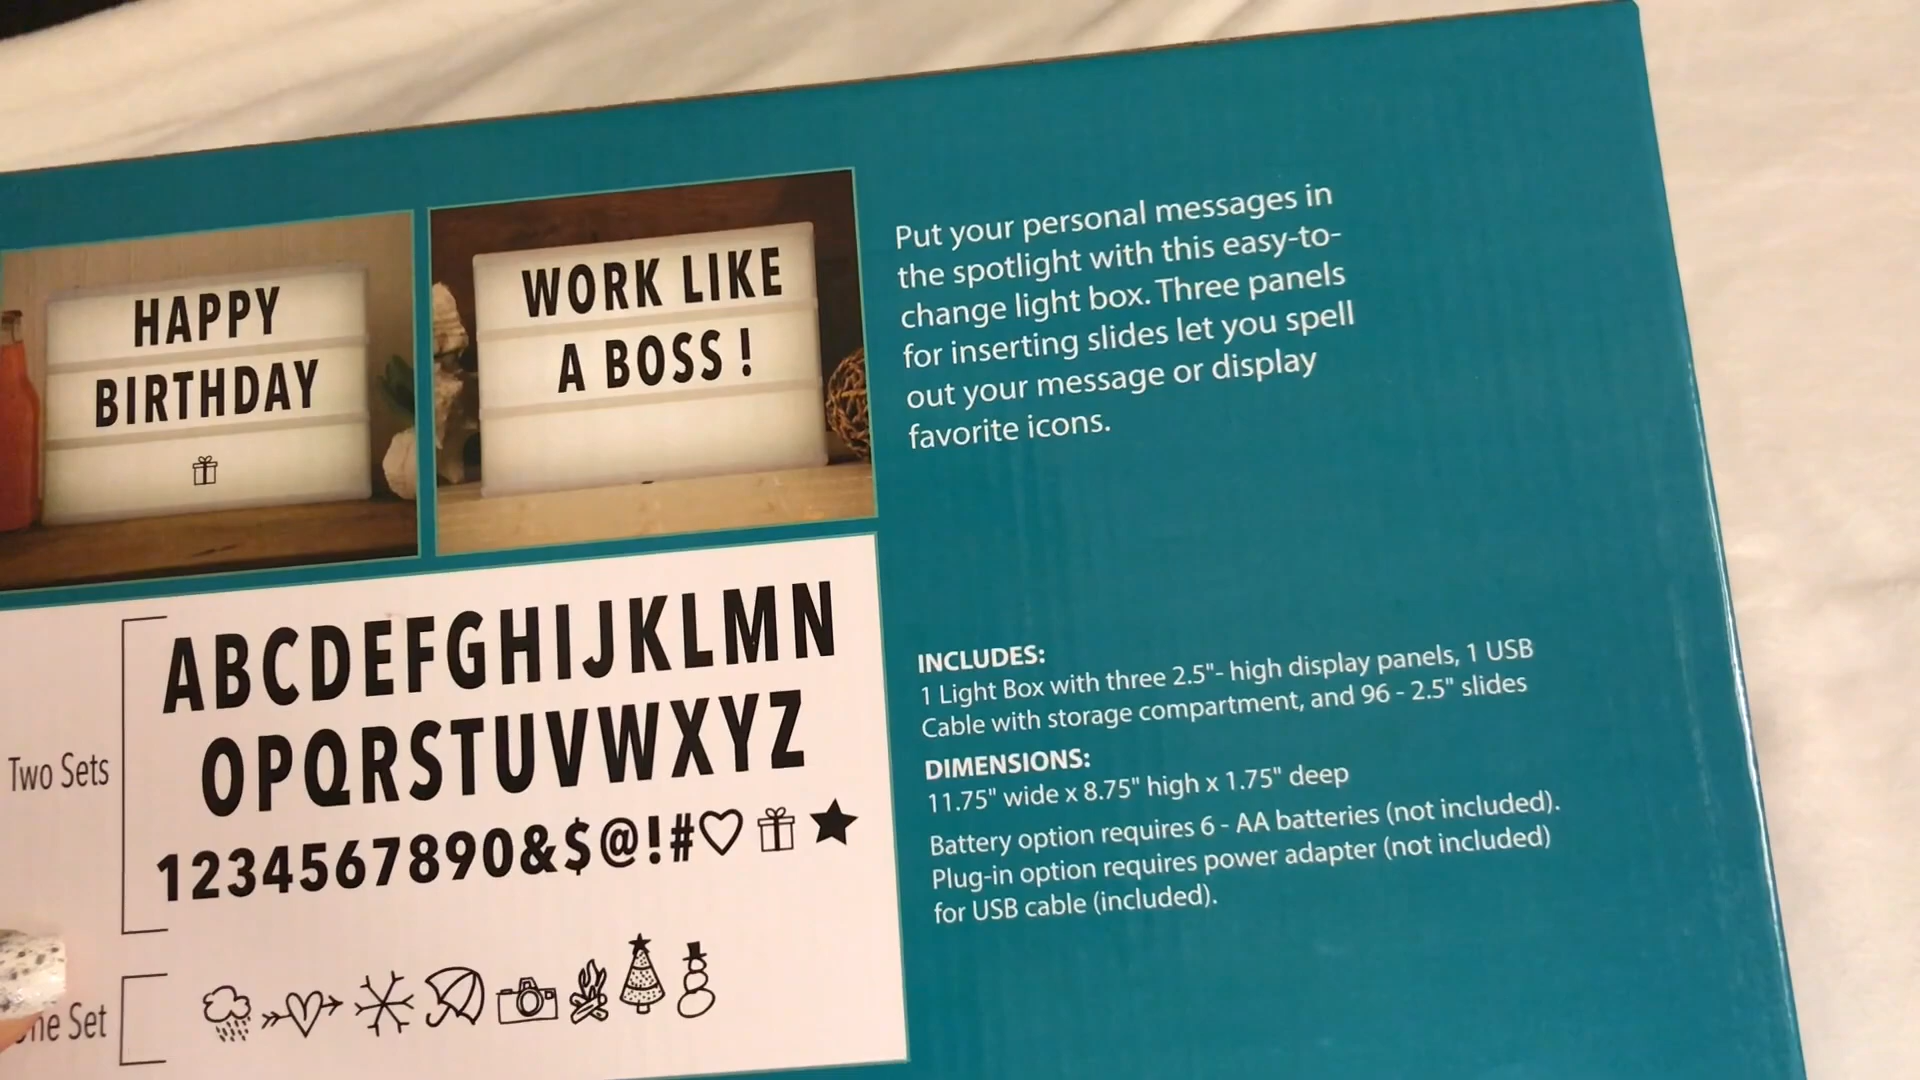 HAPPY
BIRTHDAY
WORK LIKE
A BOSS !
Put your personal messages in
the spotlight with this easy-to-
change light box. Three panels
for inserting slides let you spell
out your message or display
favorite icons.
Two Sets
ABCDEFGHIJKLMN
OPQRSTUVWXYZ
1234567890&$@!#
Set
INCLUDES:
1 Light Box with three 2.5"- high display panels, 1 USB
Cable with storage compartment, and 96 - 2.5" slides
DIMENSIONS:
11.75" wide x 8.75" high x 1.75" deep
Battery option requires 6 - AA batteries (not included).
Plug-in option requires power adapter (not included)
for USB cable (included).